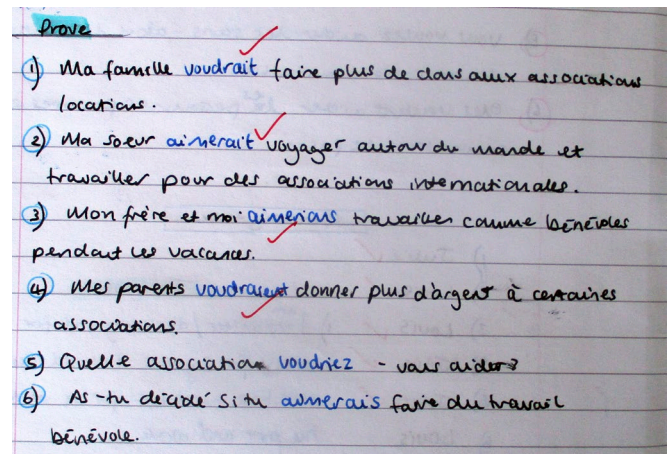 Prove
1) Ma famille voudrait faire plus de dons aux associations
locations.
2) Ma soeur aimerait voyager autour du monde et
travailler pour des associations internationales.
3) Mon frère et moi aimerions travailler comme bénévoles
pendant les vacances.
4) Mes parents voudraient donner plus d'argent à certaines
associations.
5) Quelle association voudriez - vous aider?
6) As-tu décidé si tu aimerais faire du travail
bénévole.